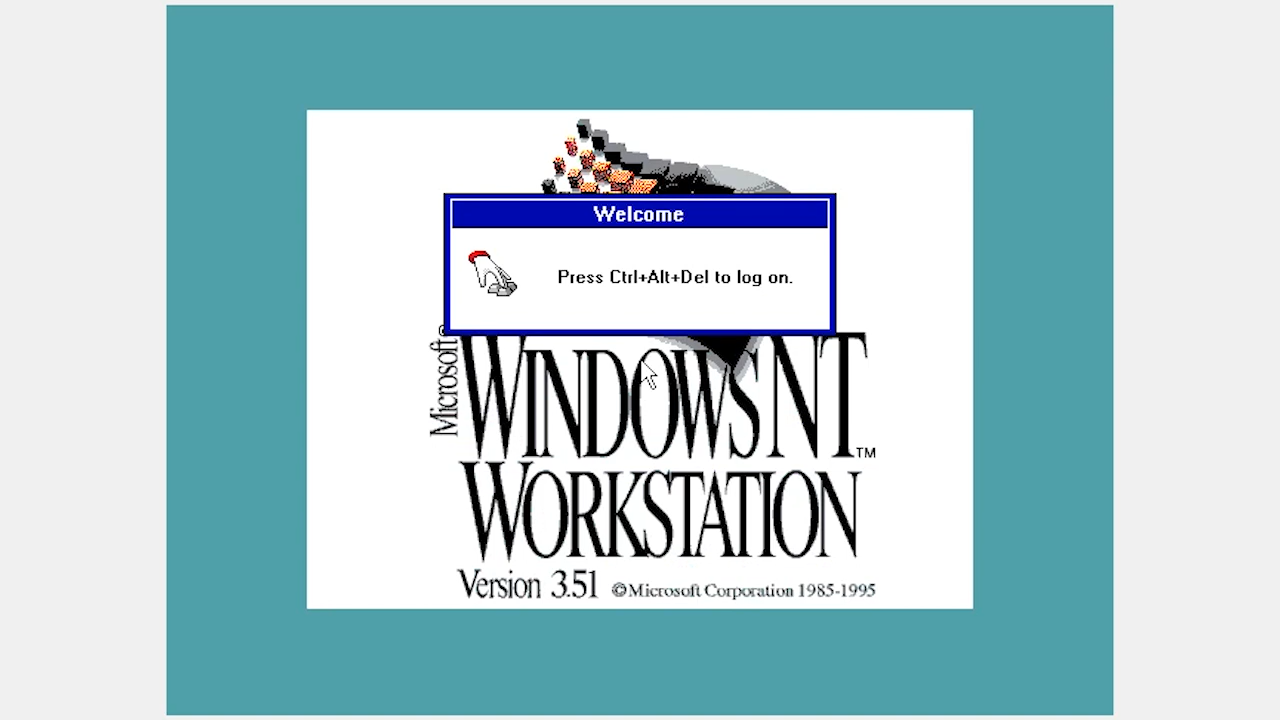 Welcome
Press Ctrl+Alt+Del to log on.
Microsoft®
WINDOWS NT™
WORKSTATION
Version 3.51 ©Microsoft Corporation 1985-1995